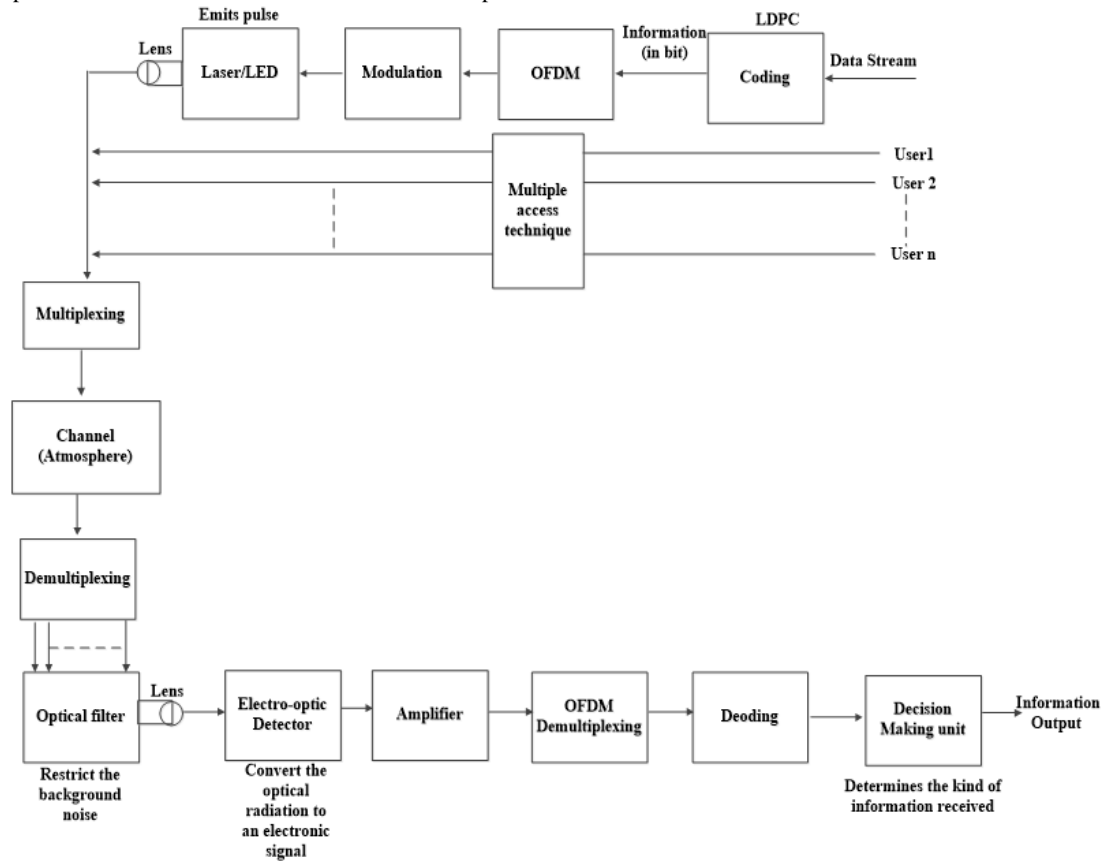 Emits pulse
LDPC
Lens
Laser/LED
Modulation
OFDM
Information
(in bit)
Coding
Data Stream
User1
User 2
User n
Multiple
access
technique
Multiplexing
Channel
(Atmosphere)
Demultiplexing
Optical filter
Lens
Restrict the
background
noise
Electro-optic
Detector
Convert the
optical
radiation to
an electronic
signal
Amplifier
OFDM
Demultiplexing
Deoding
Decision
Making unit
Determines the kind of
information received
Information
Output